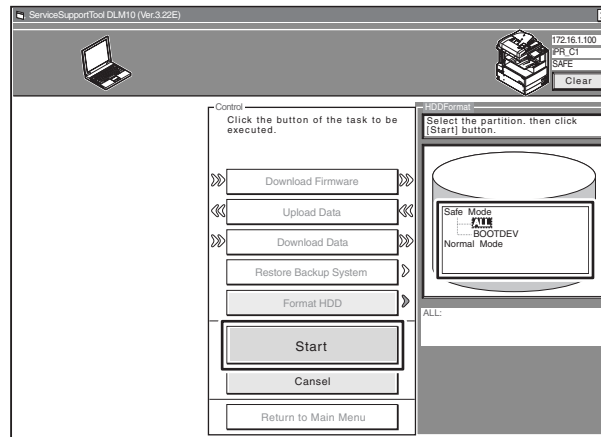 ServiceSupportTool DLM10 (Ver.3.22E)
172.16.1.100
iPR_C1
SAFE
Clear
Control
Click the button of the task to be
executed.
Download Firmware
Upload Data
Download Data
Restore Backup System
Format HDD
Start
Cansel
Return to Main Menu
HDDFormat
Select the partition. then click
[Start] button.
Safe Mode
ALL
BOOTDEV
Normal Mode
ALL: